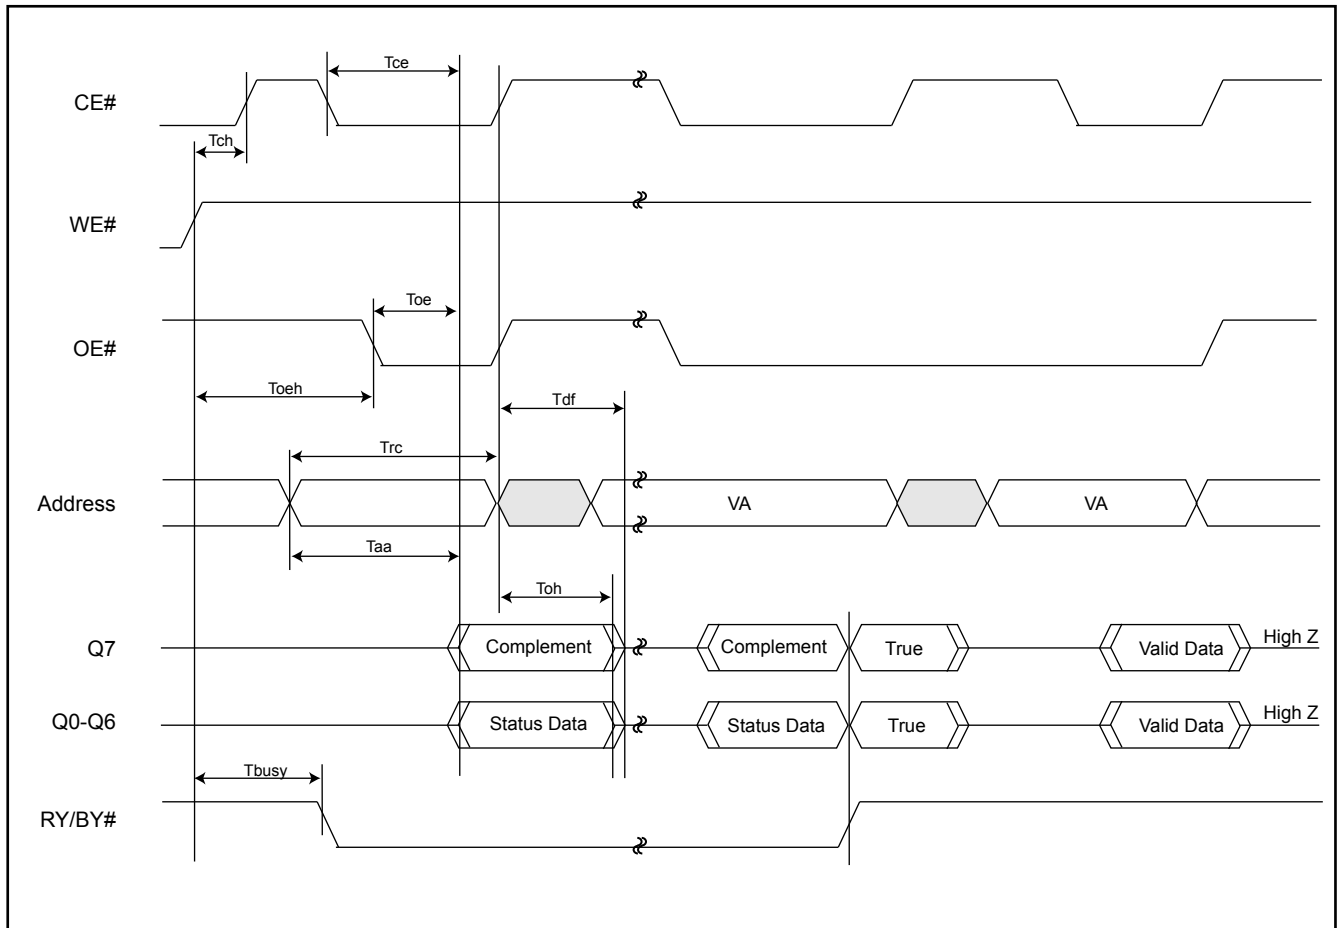 Tce
CE#
Tch
WE#
Toe
OE#
Toeh
Tdf
Trc
Address VA VA
Taa
Toh
Q7 Complement Complement True Valid Data High Z
Q0-Q6 Status Data Status Data True Valid Data High Z
Tbusy
RY/BY#